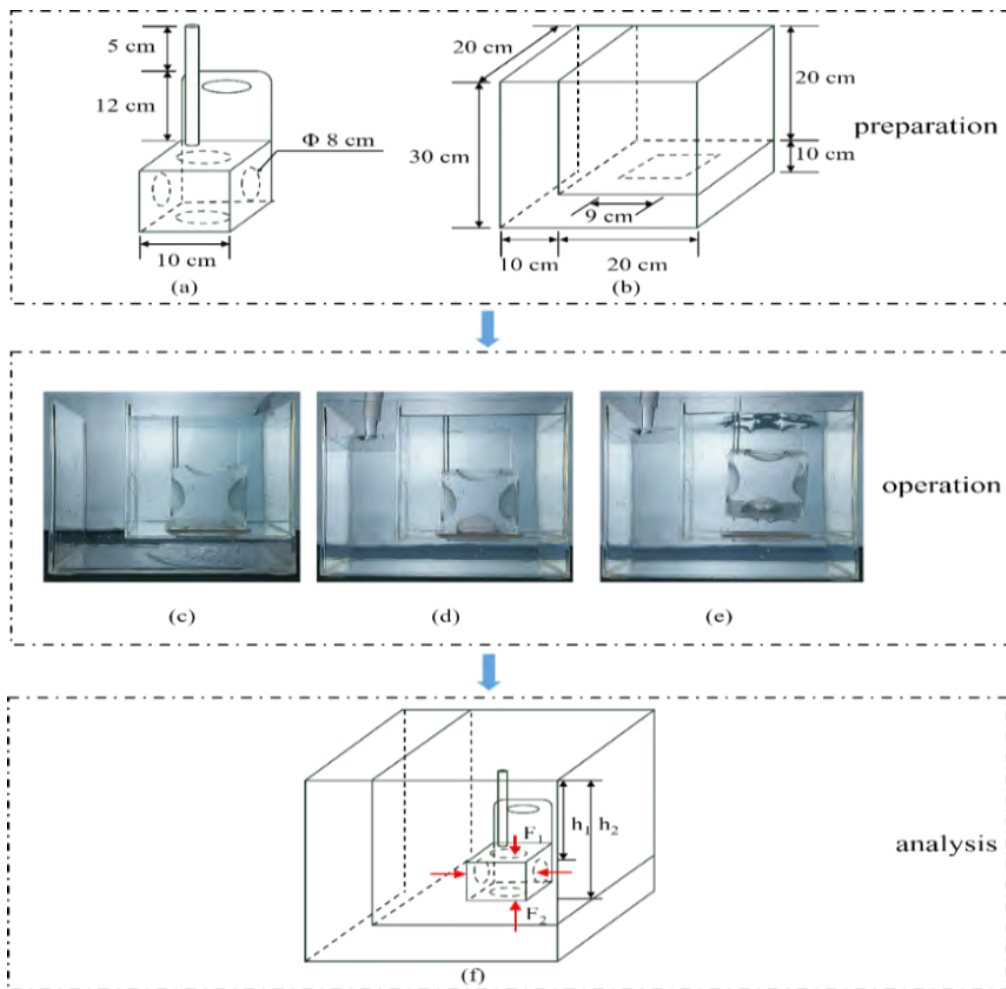 5 cm
12 cm
Φ 8 cm
10 cm
(a)
20 cm
30 cm
20 cm
10 cm
9 cm
10 cm
20 cm
(b)
preparation
(c)
(d)
(e)
operation
F1
h1
h2
F2
(f)
analysis